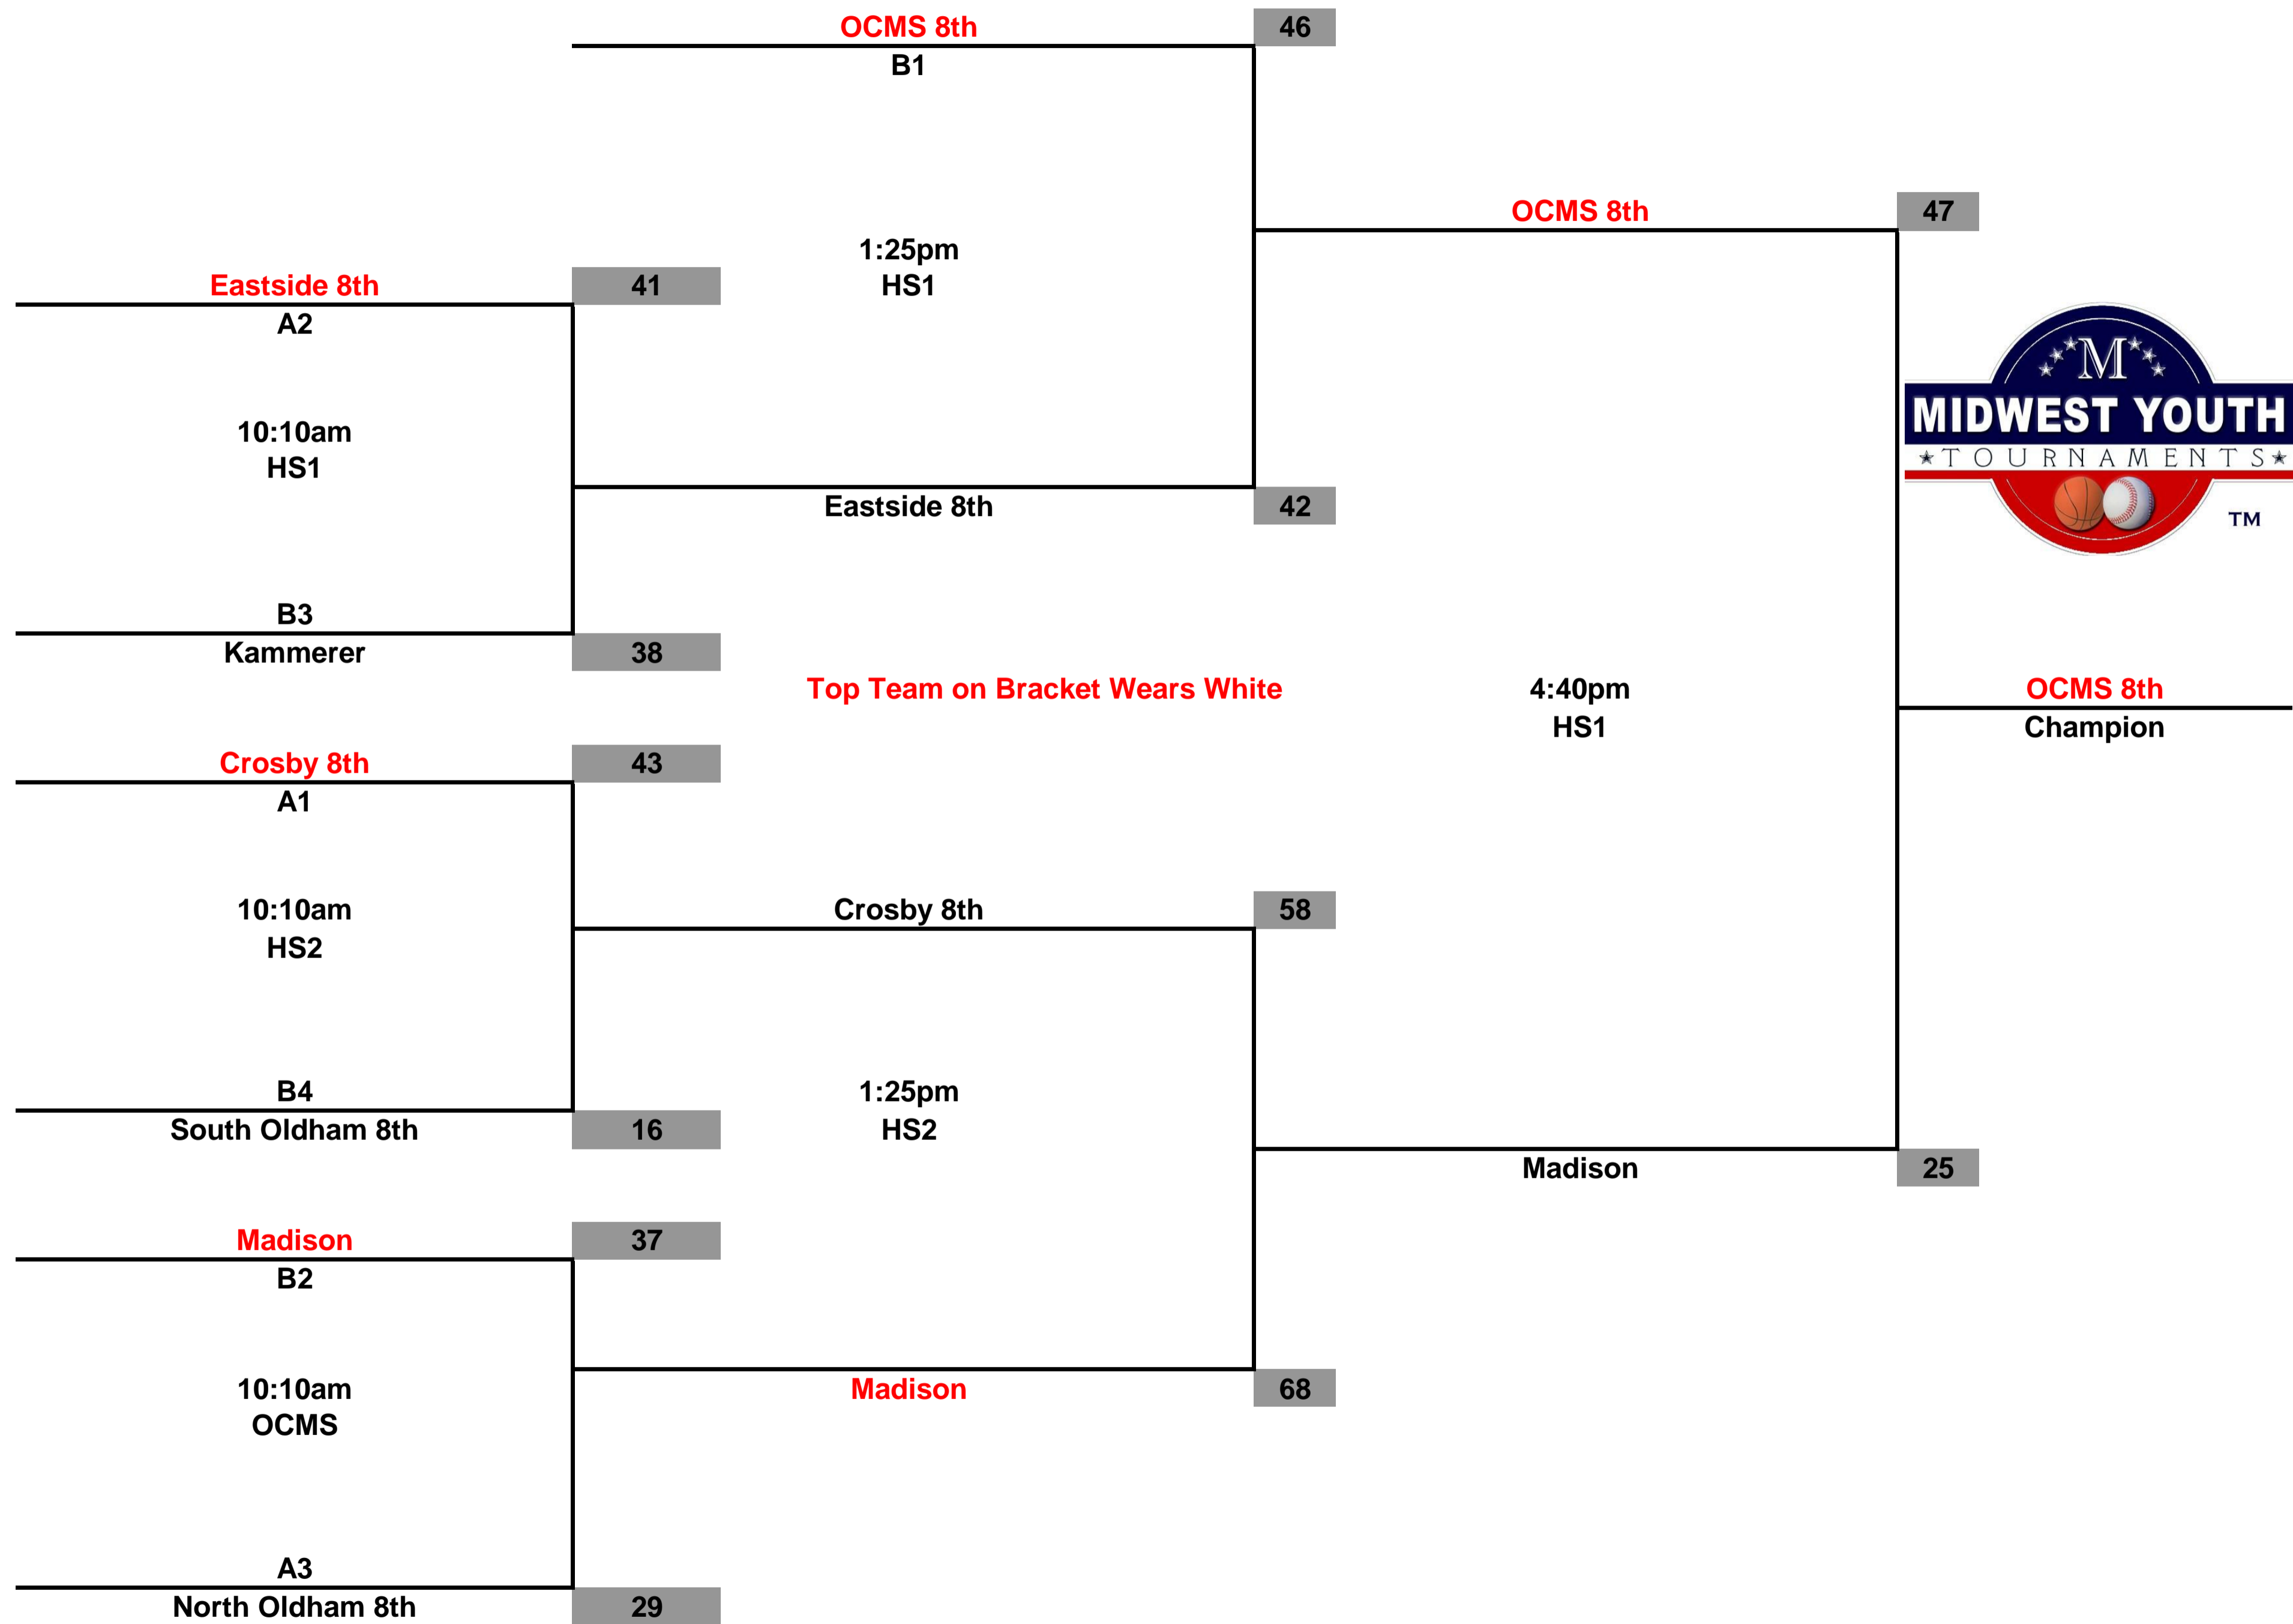 OCMS 8th
46
B1
OCMS 8th
47
1:25pm
HS1
Eastside 8th
41
A2
M
MIDWEST YOUTH
TOURNAMENTS
TM
10:10am
HS1
Eastside 8th
42
B3
Kammerer
38
Top Team on Bracket Wears White
4:40pm
HS1
OCMS 8th
Champion
Crosby 8th
43
A1
10:10am
HS2
Crosby 8th
58
B4
South Oldham 8th
16
1:25pm
HS2
Madison
25
Madison
37
B2
10:10am
OCMS
Madison
68
A3
North Oldham 8th
29